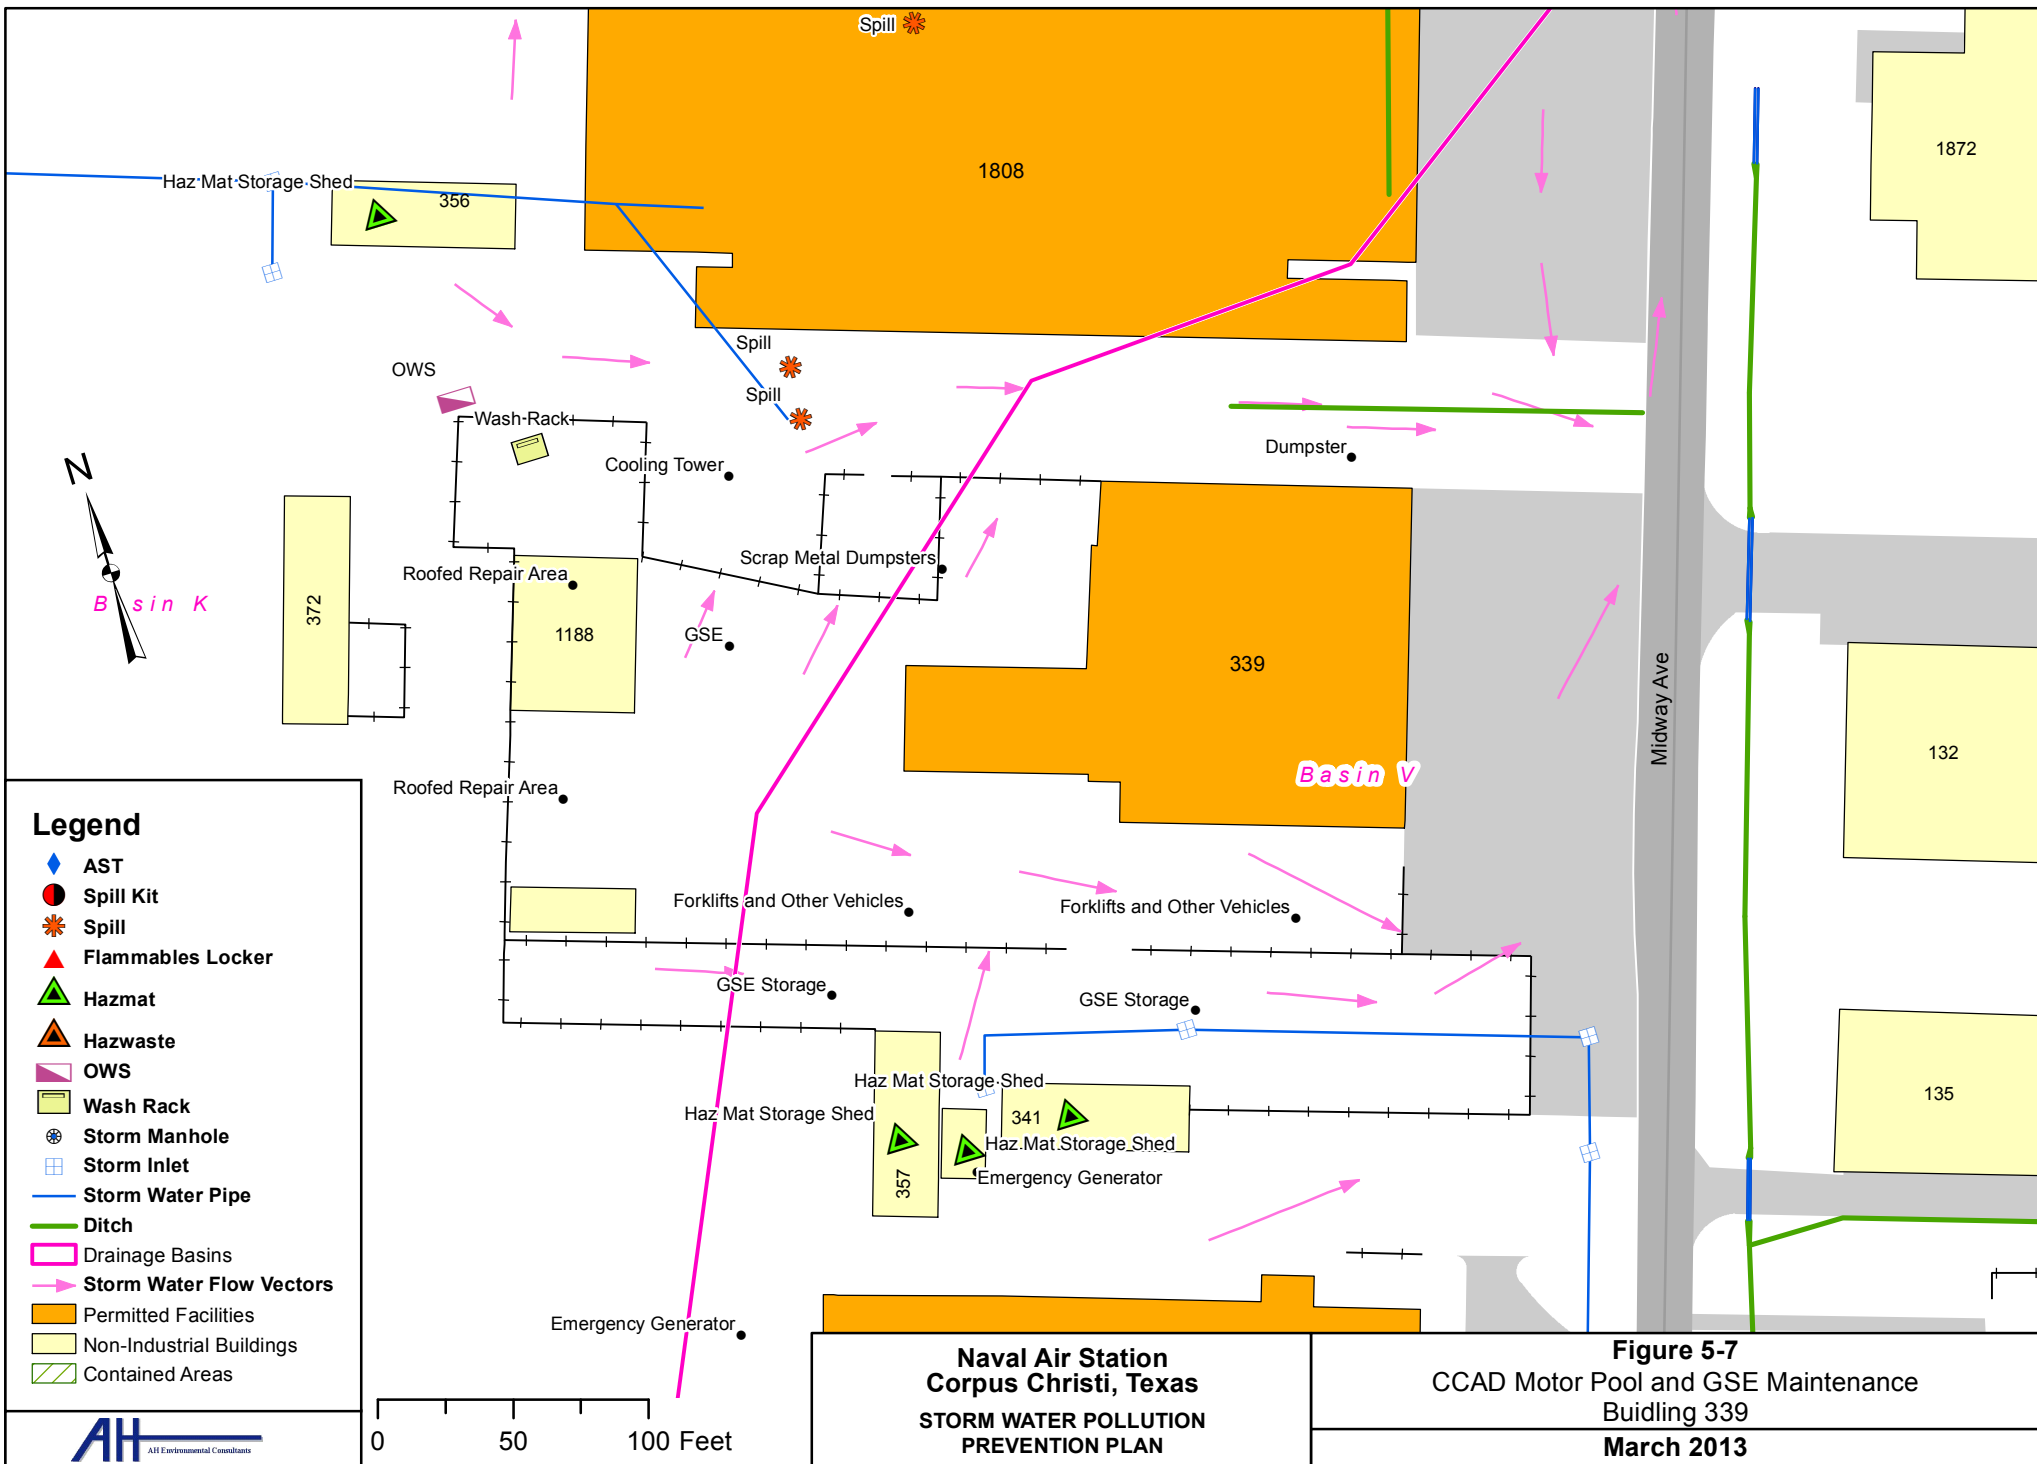 Spill
1808
1872
Haz Mat Storage Shed
356
Spill
OWS
Spill
Wash Rack
Dumpster
Cooling Tower
N
Scrap Metal Dumpsters
Roofed Repair Area
B sin K
372
1188
GSE
339
Midway Ave
132
Basin V
Roofed Repair Area
Forklifts and Other Vehicles
Forklifts and Other Vehicles
GSE Storage
GSE Storage
Haz Mat Storage Shed
135
Haz Mat Storage Shed
341
Haz Mat Storage Shed
357
Emergency Generator
Emergency Generator
Legend
AST
Spill Kit
Spill
Flammables Locker
Hazmat
Hazwaste
OWS
Wash Rack
Storm Manhole
Storm Inlet
Storm Water Pipe
Ditch
Drainage Basins
Storm Water Flow Vectors
Permitted Facilities
Non-Industrial Buildings
Contained Areas
AH AH Environmental Consultants
0 50 100 Feet
Naval Air Station
Corpus Christi, Texas
STORM WATER POLLUTION
PREVENTION PLAN
Figure 5-7
CCAD Motor Pool and GSE Maintenance
Buidling 339
March 2013